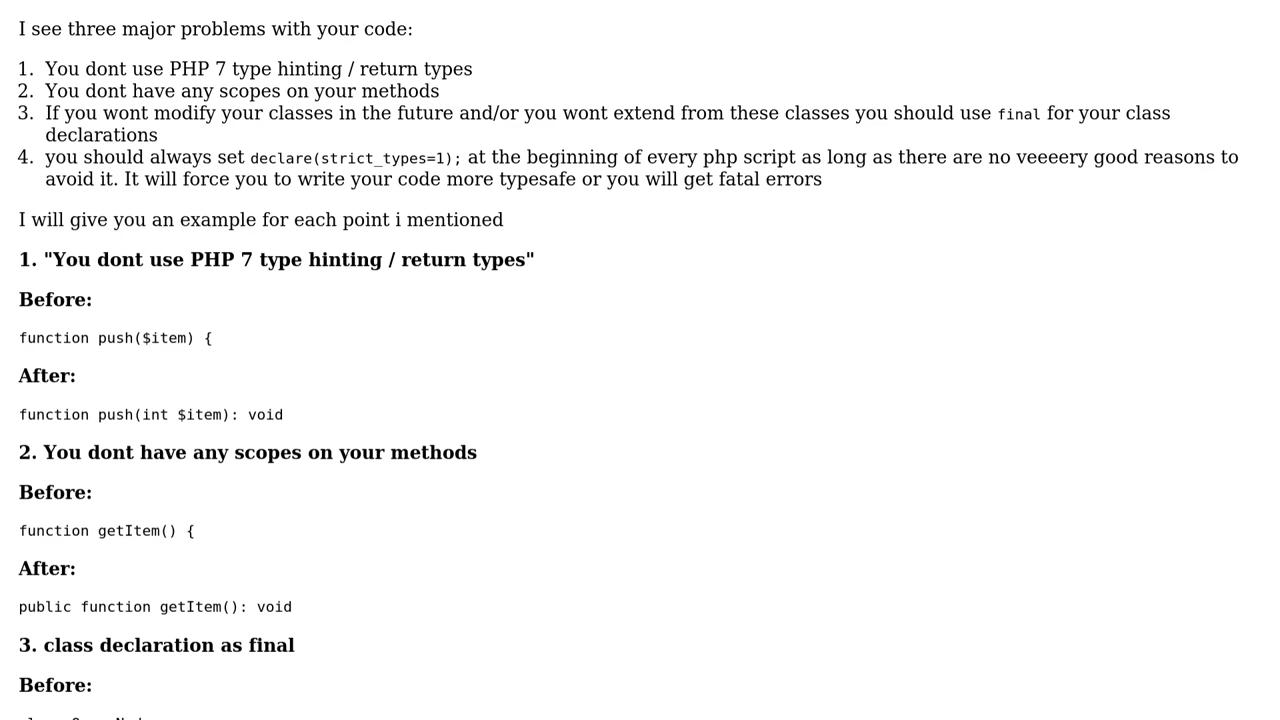 I see three major problems with your code:
1. You dont use PHP 7 type hinting / return types
2. You dont have any scopes on your methods
3. If you wont modify your classes in the future and/or you wont extend from these classes you should use final for your class
declarations
4. you should always set declare(strict_types=1); at the beginning of every php script as long as there are no veeeery good reasons to
avoid it. It will force you to write your code more typesafe or you will get fatal errors
I will give you an example for each point i mentioned
1. "You dont use PHP 7 type hinting / return types"
Before:
function push($item) {
After:
function push(int $item): void
2. You dont have any scopes on your methods
Before:
function getItem() {
After:
public function getItem(): void
3. class declaration as final
Before: